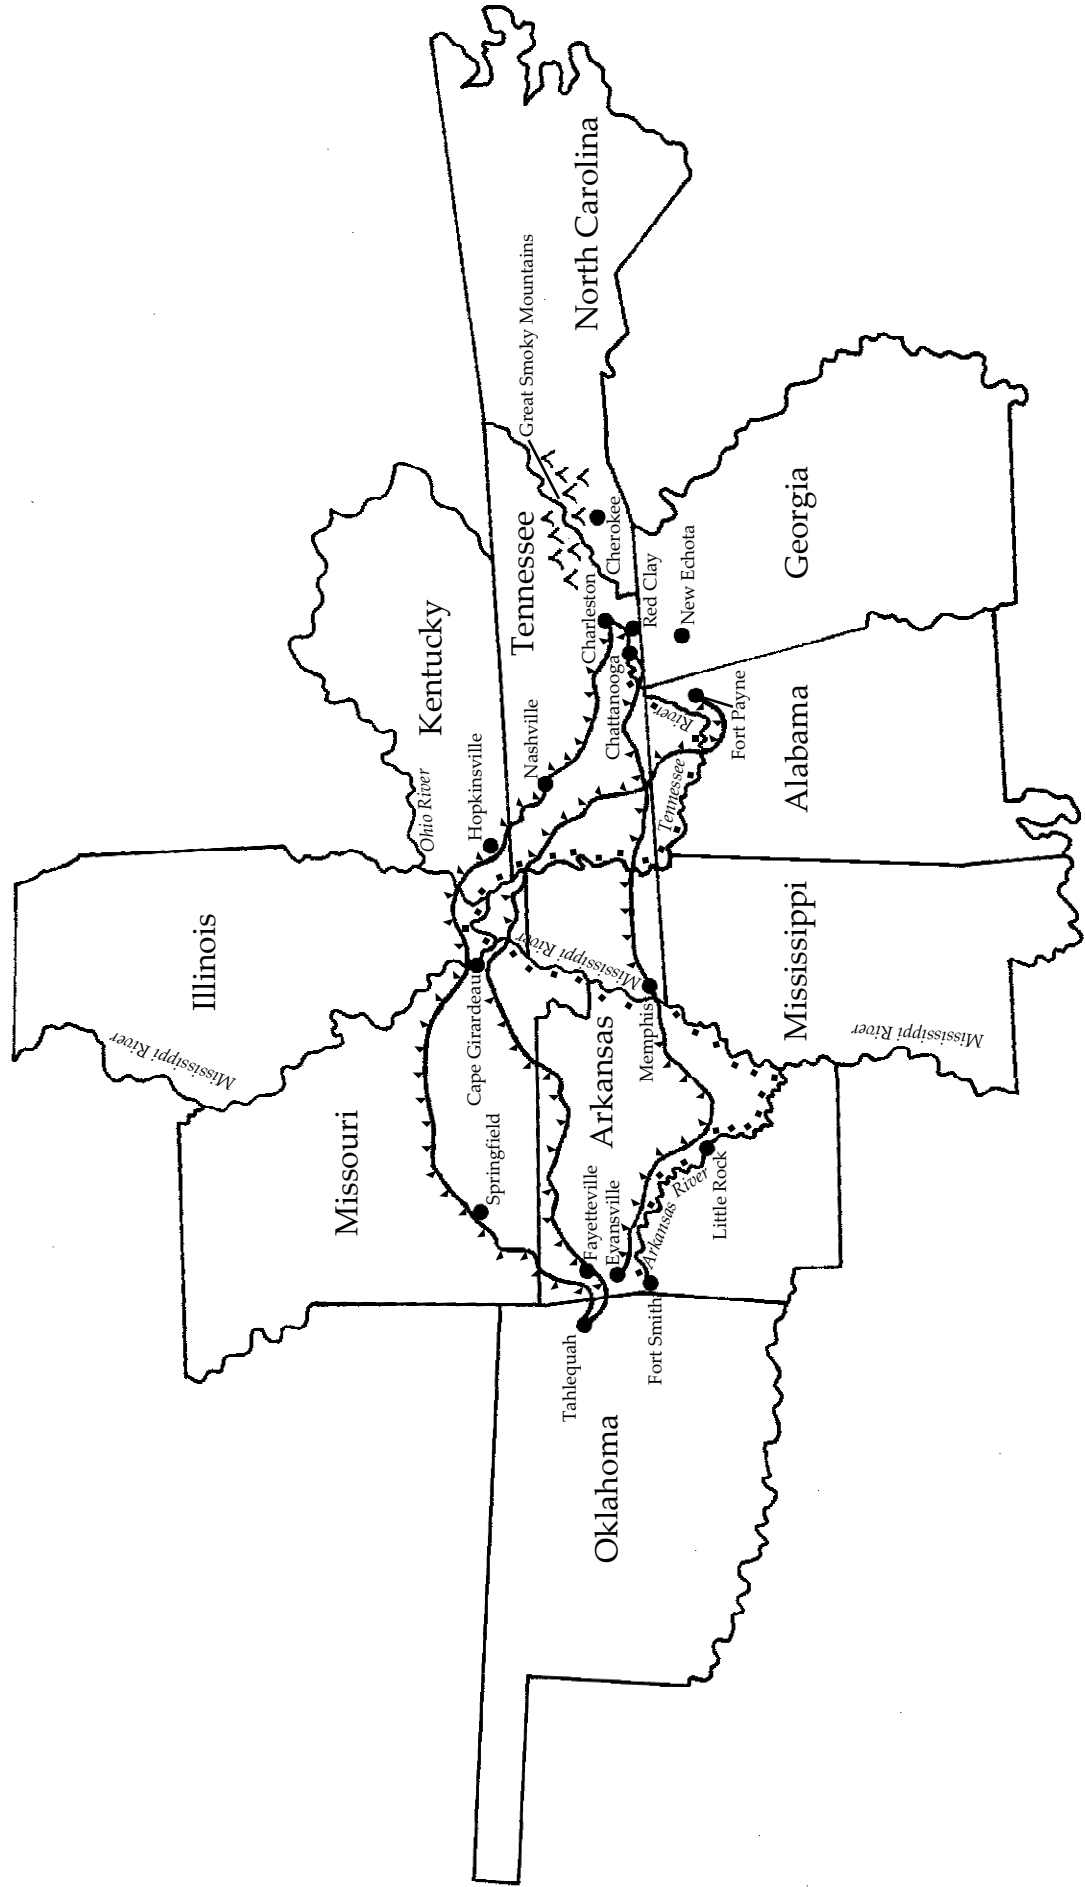 Illinois
Mississippi River
Missouri
Kentucky
Ohio River
Hopkinsville
Cape Girardeau
Springfield
Tennessee
Nashville
Great Smoky Mountains
North Carolina
Cherokee
Charleston
Chattanooga
Red Clay
New Echota
Georgia
River
Tennessee
Fort Payne
Alabama
Mississippi River
Memphis
Mississippi
Mississippi River
Arkansas
Fayetteville
Evansville
Arkansas River
Little Rock
Fort Smith
Tahlequah
Oklahoma